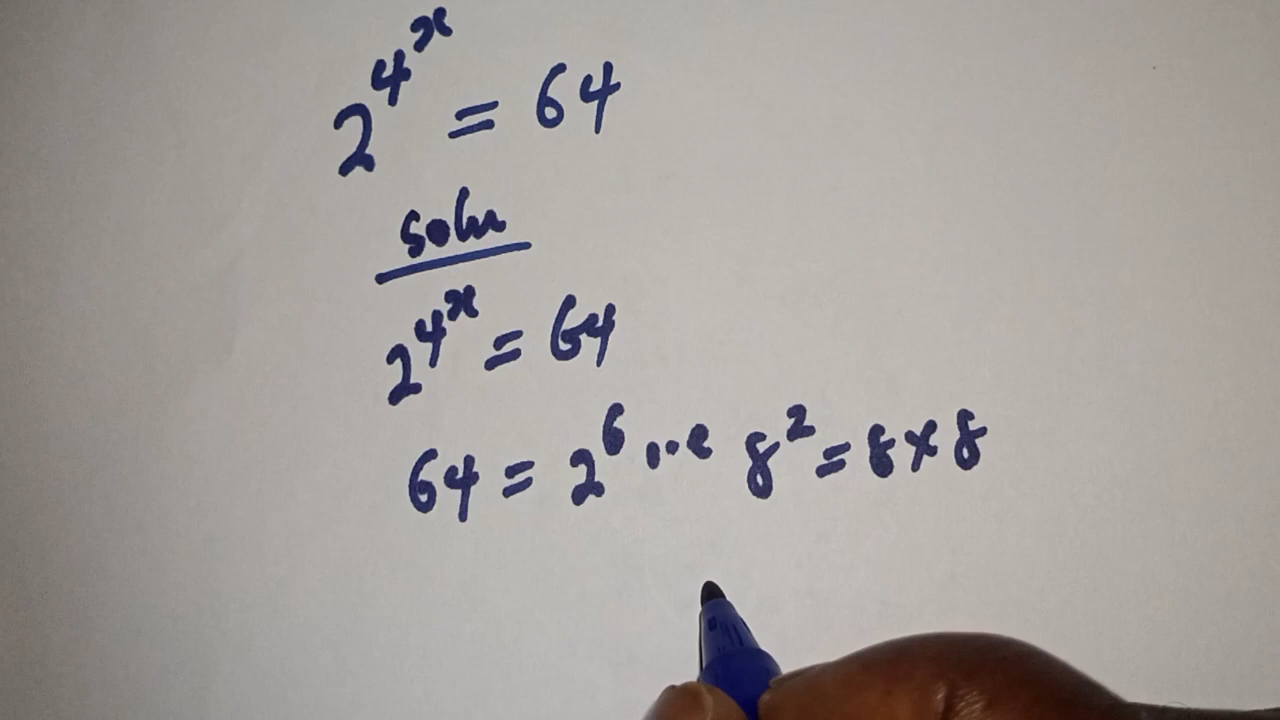 2^4^x = 64
soln
2^4^x = 64
64 = 2^6 i.e 8^2 = 8 x 8